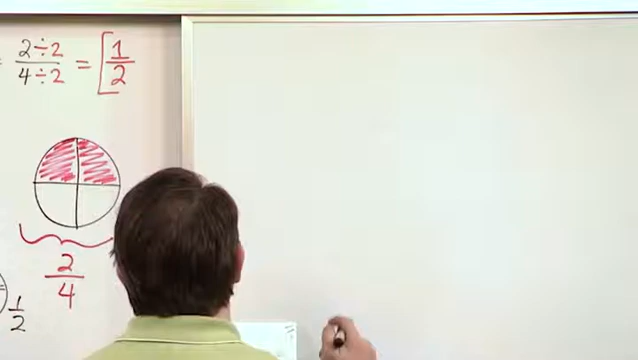 = 2÷2 / 4÷2 = [1/2
2/4
1/2